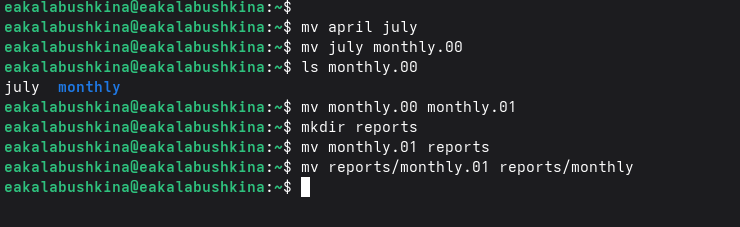 eakalabushkina@eakalabushkina:~$
eakalabushkina@eakalabushkina:~$ mv april july
eakalabushkina@eakalabushkina:~$ mv july monthly.00
eakalabushkina@eakalabushkina:~$ ls monthly.00
july  monthly
eakalabushkina@eakalabushkina:~$ mv monthly.00 monthly.01
eakalabushkina@eakalabushkina:~$ mkdir reports
eakalabushkina@eakalabushkina:~$ mv monthly.01 reports
eakalabushkina@eakalabushkina:~$ mv reports/monthly.01 reports/monthly
eakalabushkina@eakalabushkina:~$